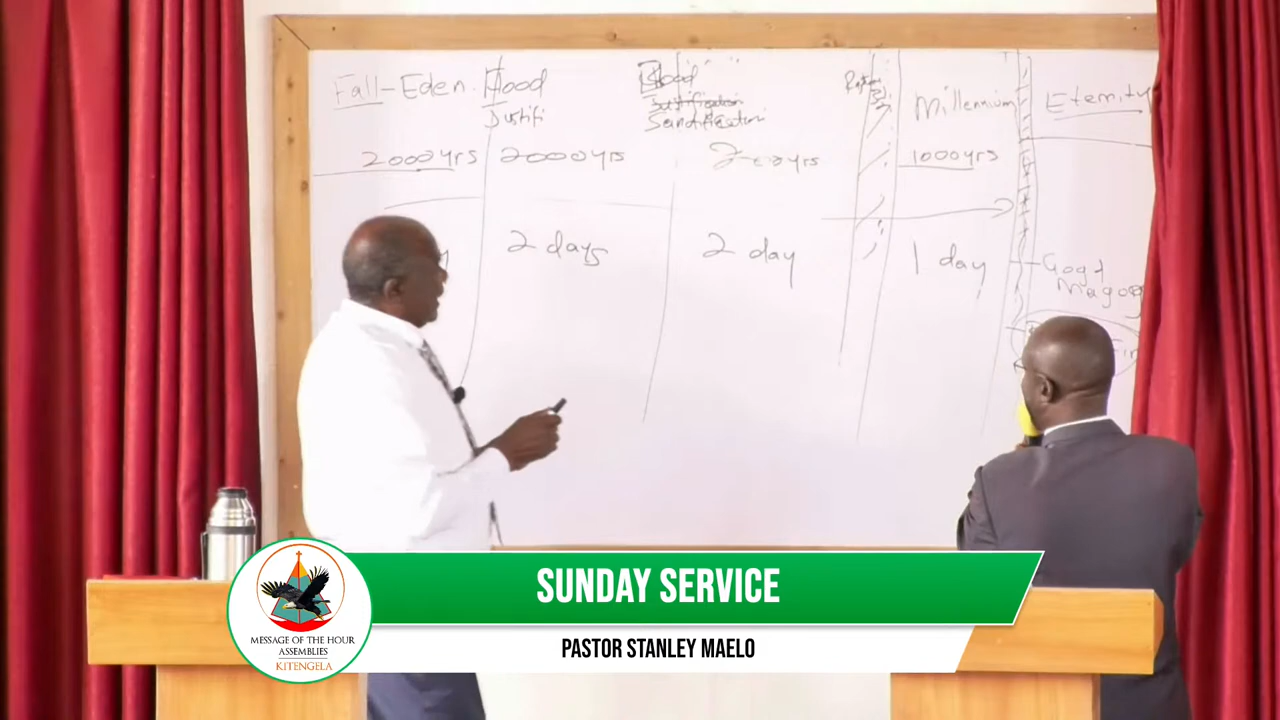 Fall-Eden Flood Blood Millennium Eternity
Justifi Justification
Sanctification
2000yrs 2000yrs 2000yrs 1000yrs
2 days 2 day 1 day
Gog &
Magog
SUNDAY SERVICE
PASTOR STANLEY MAELO
MESSAGE OF THE HOUR
ASSEMBLIES
KITENGELA